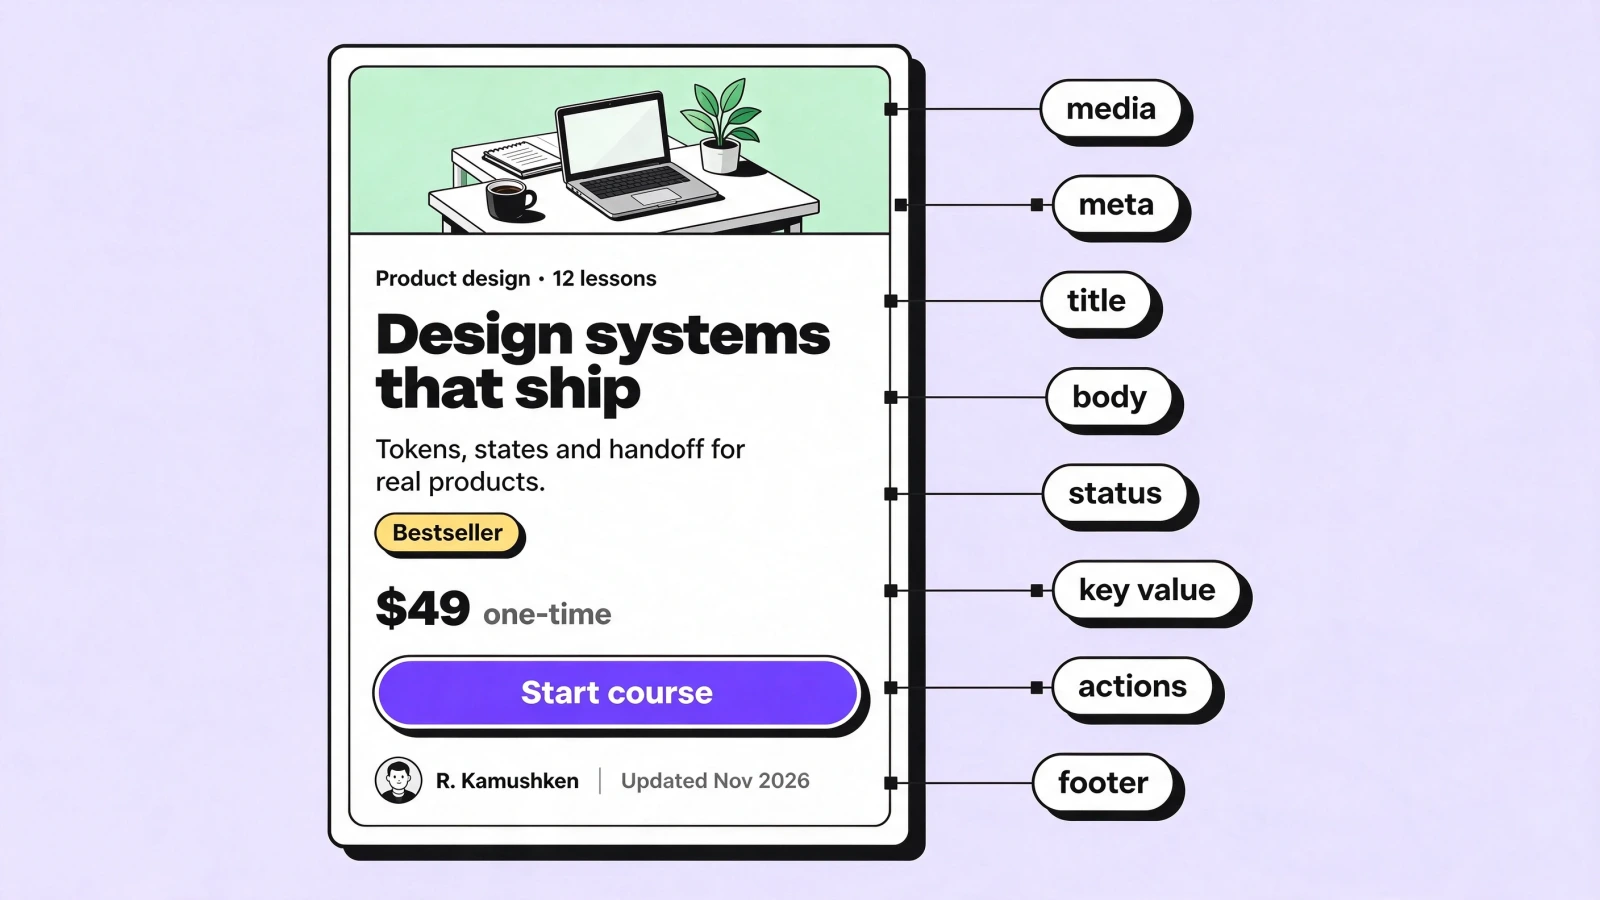 Product design • 12 lessons
Design systems
that ship
Tokens, states and handoff for
real products.
Bestseller
$49 one-time
Start course
R. Kamushken | Updated Nov 2026
media
meta
title
body
status
key value
actions
footer